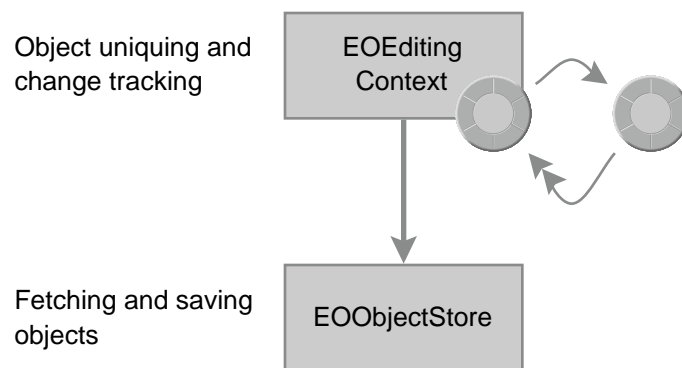 Object uniquing and
change tracking
EOEditing
Context
Fetching and saving
objects
EOObjectStore